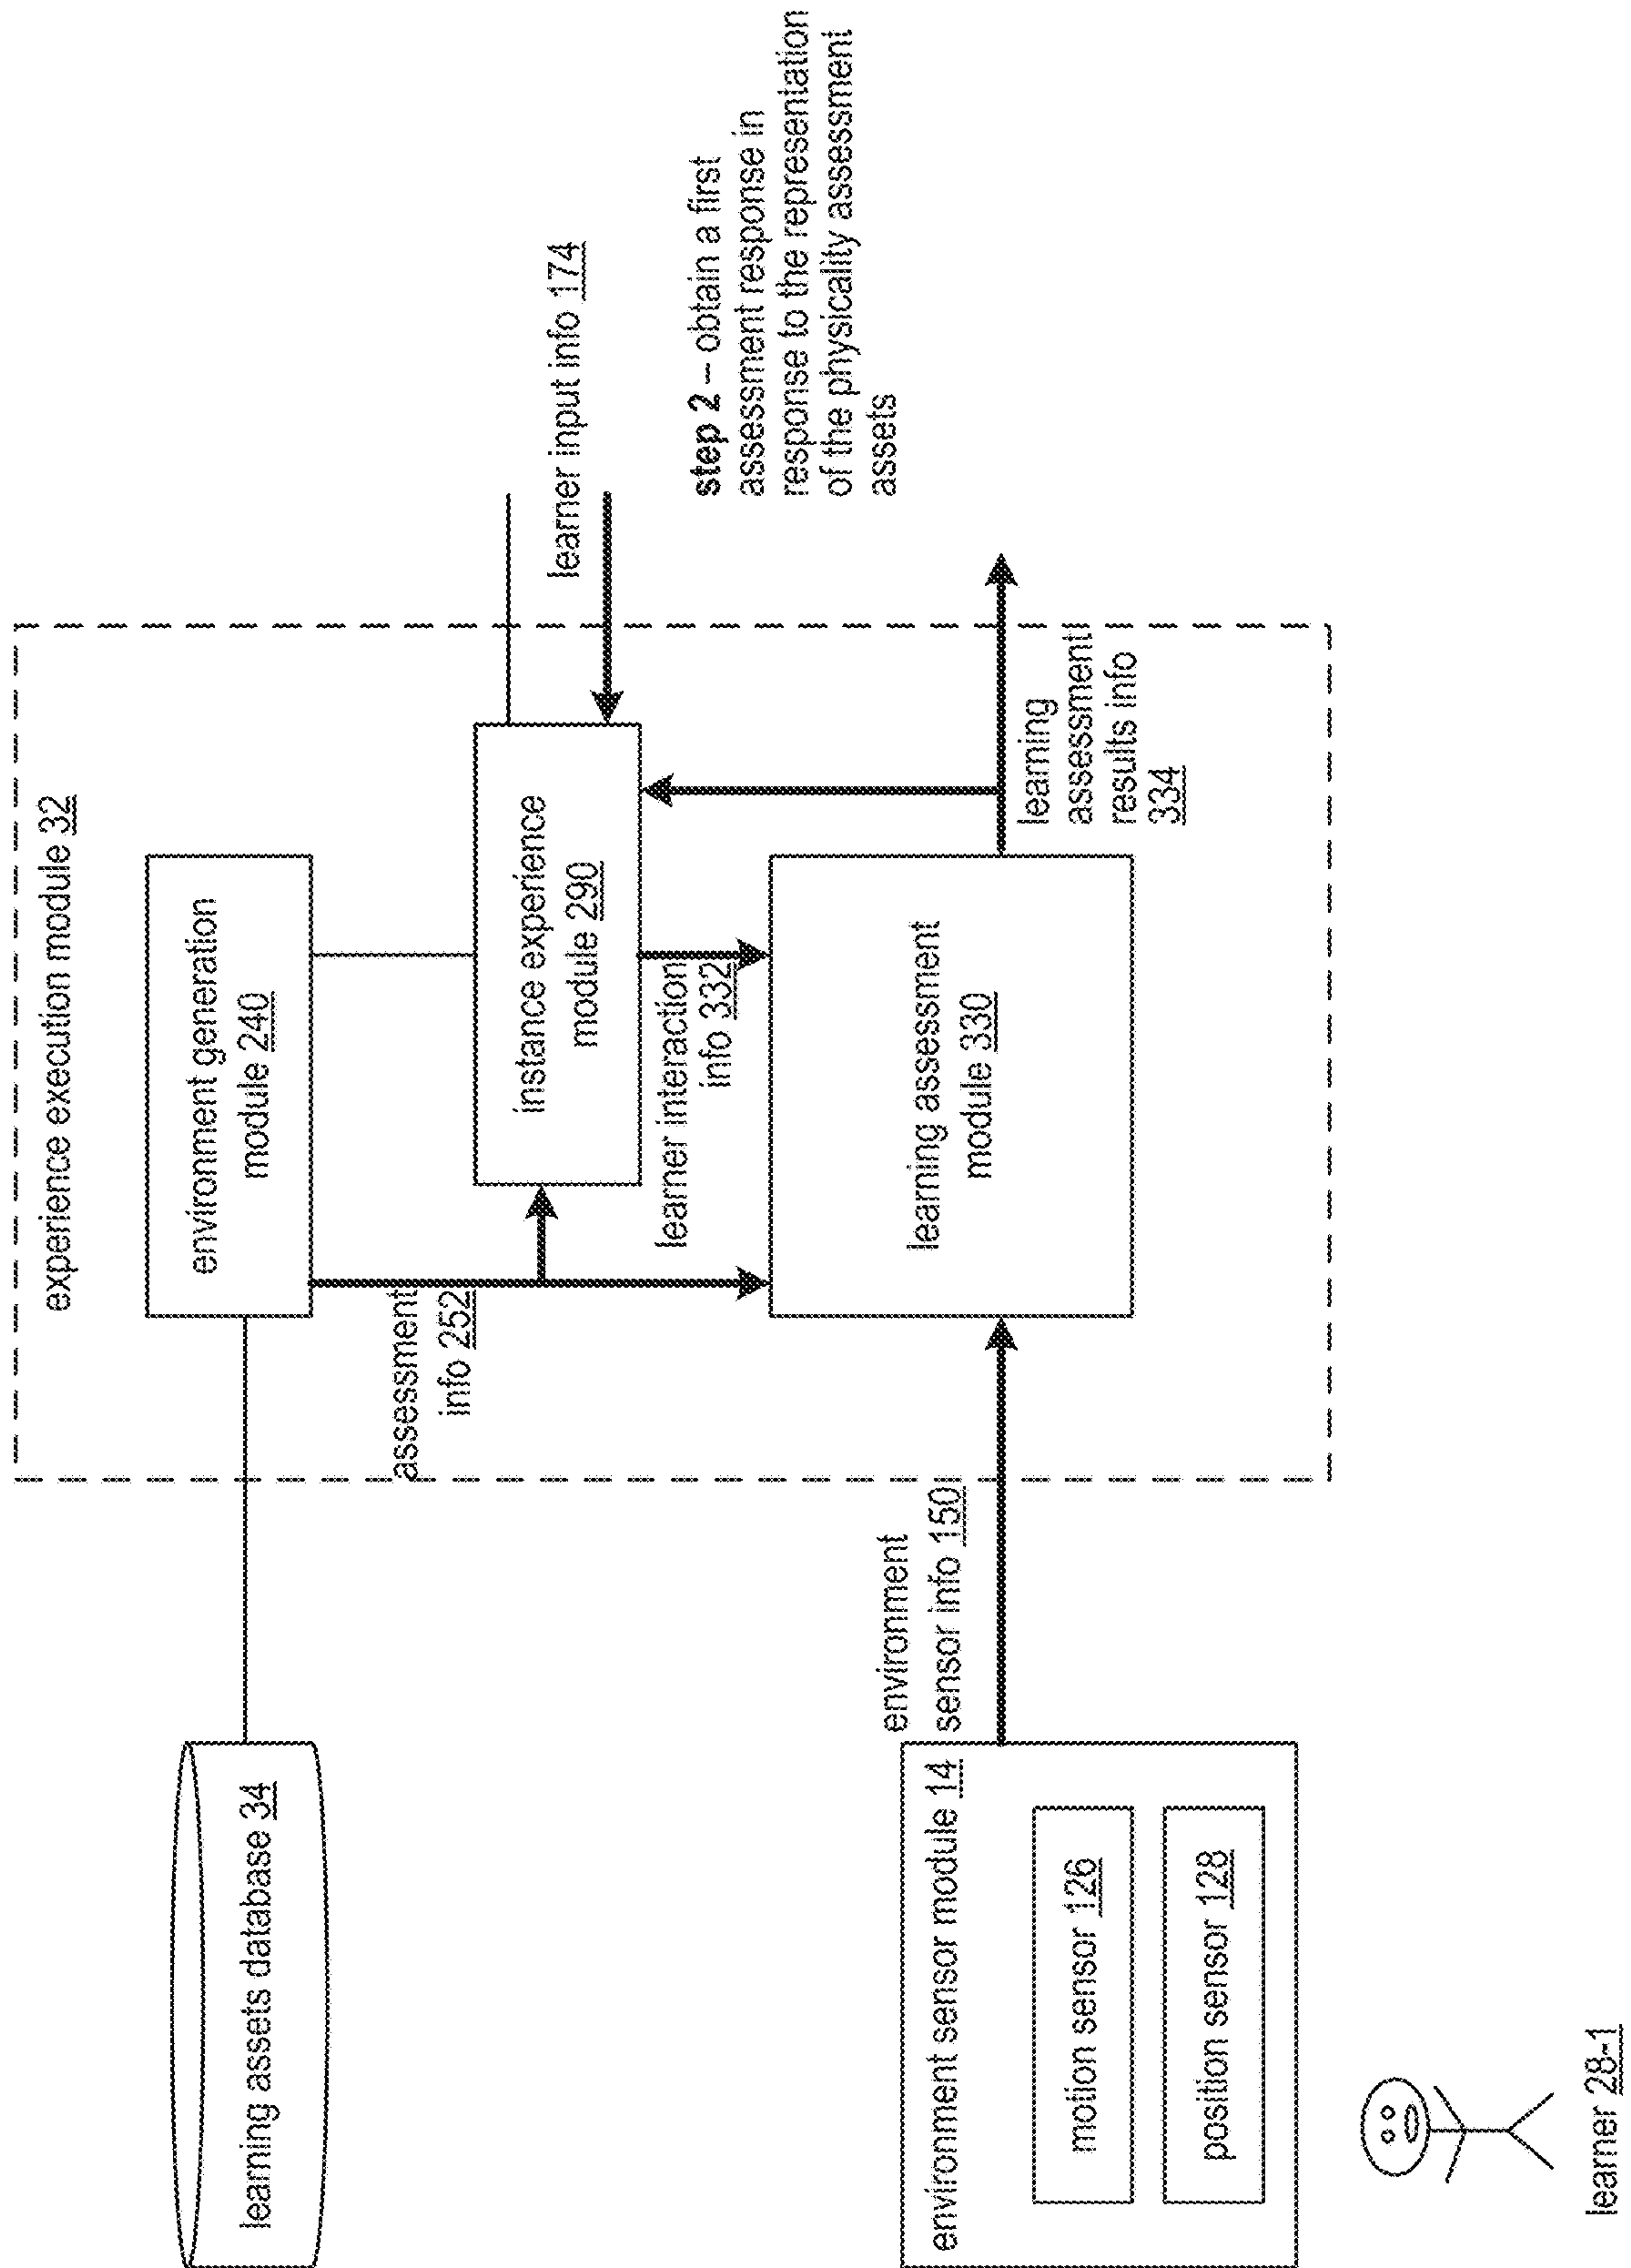 experience execution module 32
learning assets database 34
environment generation
module 240
assessment
info 252
instance experience
module 290
learner input info 174
learner interaction
info 332
step 2 – obtain a first
assessment response in
response to the representation
of the physicality assessment
assets
environment
sensor info 150
learning assessment
module 330
learning
assessment
results info
334
environment sensor module 14
motion sensor 126
position sensor 128
learner 28-1